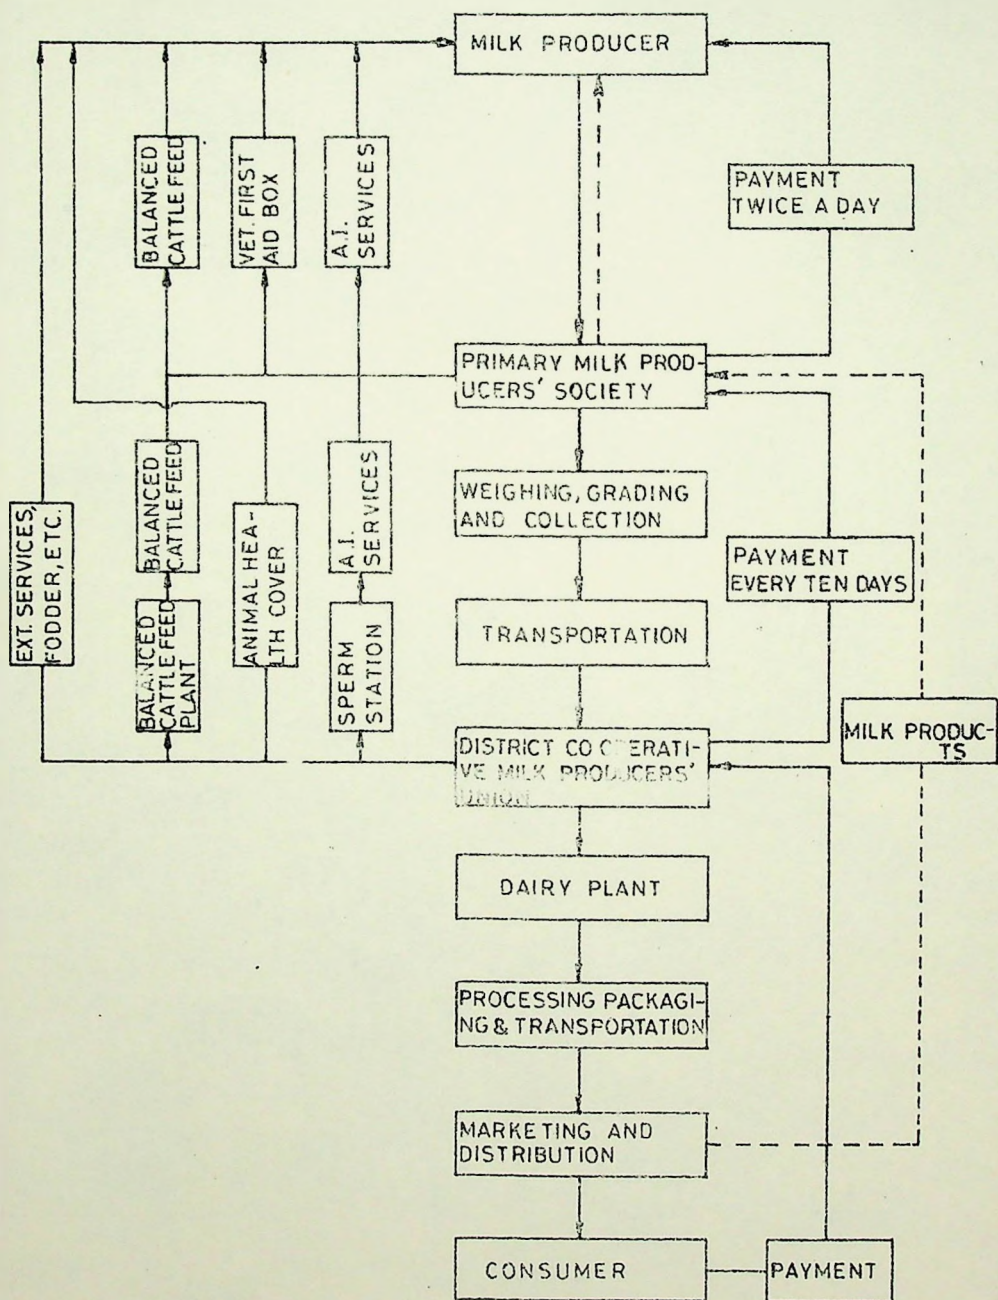 MILK PRODUCER
BALANCED
CATTLE FEED
VET. FIRST
AID BOX
A.I.
SERVICES
PAYMENT
TWICE A DAY
PRIMARY MILK PROD-
UCERS' SOCIETY
EXT. SERVICES,
FODDER, ETC.
BALANCED
CATTLE FEED
ANIMAL HEA-
LTH COVER
A.I.
SERVICES
WEIGHING, GRADING
AND COLLECTION
PAYMENT
EVERY TEN DAYS
BALANCED
CATTLE FEED
PLANT
SPERM
STATION
TRANSPORTATION
DISTRICT CO OPERATI-
VE MILK PRODUCERS'
UNION
MILK PRODUC-
TS
DAIRY PLANT
PROCESSING PACKAGI-
NG & TRANSPORTATION
MARKETING AND
DISTRIBUTION
CONSUMER
PAYMENT